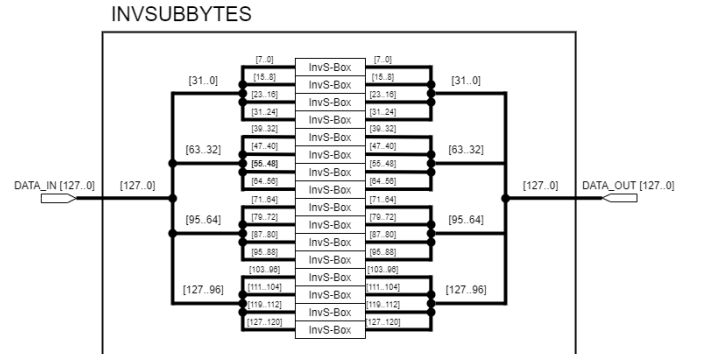 INVSUBBYTES
[7..0] InvS-Box [7..0]
[31..0] [15..8] InvS-Box [15..8] [31..0]
[23..16] InvS-Box [23..16]
[31..24] InvS-Box [31..24]
[39..32] InvS-Box [39..32]
[63..32] [47..40] InvS-Box [47..40] [63..32]
[55..48] InvS-Box [55..48]
[64..56] InvS-Box [64..56]
DATA_IN [127..0] [127..0] [71..64] InvS-Box [71..64] [127..0] DATA_OUT [127..0]
[95..64] [79..72] InvS-Box [79..72] [95..64]
[87..80] InvS-Box [87..80]
[95..88] InvS-Box [95..88]
[103..96] InvS-Box [103..96]
[127..96] [111..104] InvS-Box [111..104] [127..96]
[119..112] InvS-Box [119..112]
[127..120] InvS-Box [127..120]